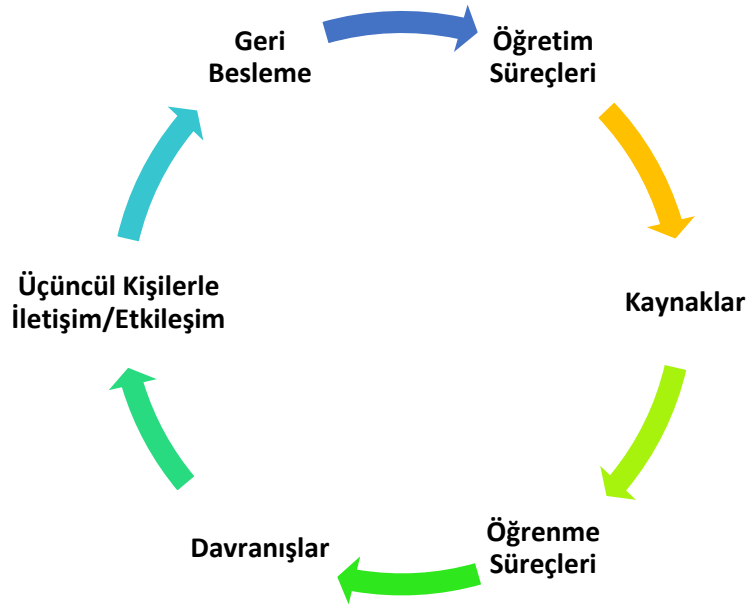 Geri
Besleme
Öğretim
Süreçleri
Kaynaklar
Öğrenme
Süreçleri
Davranışlar
Üçüncül Kişilerle
İletişim/Etkileşim